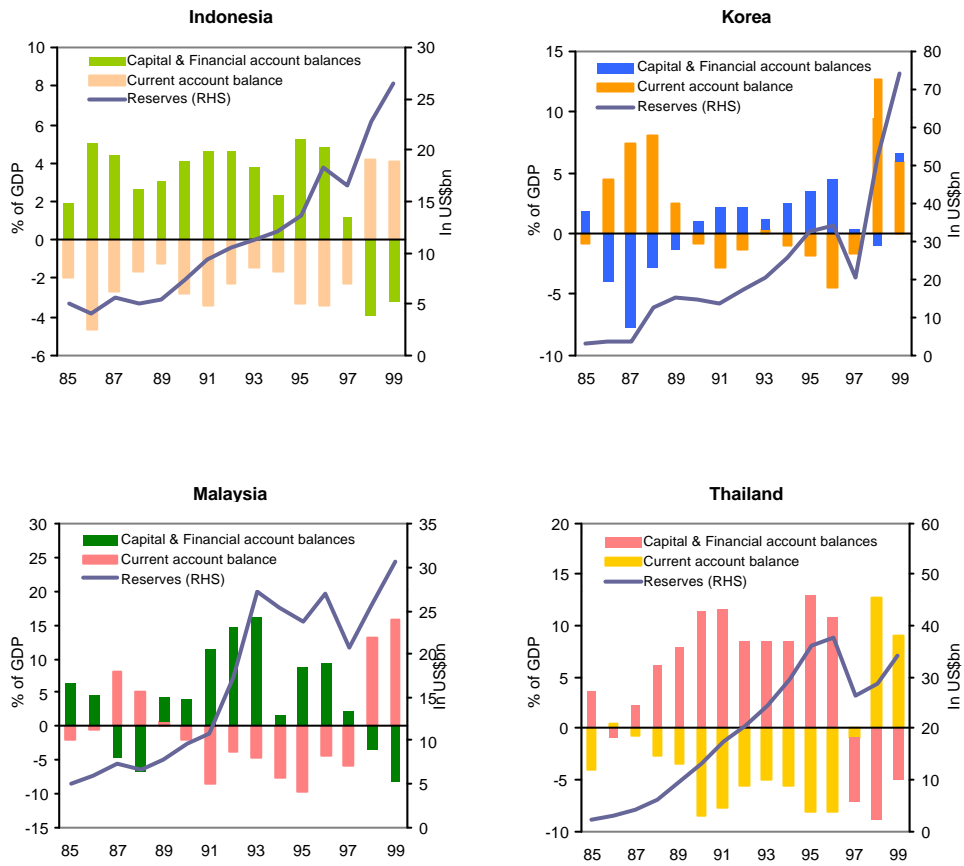 Indonesia
10
8
6
4
2
0
-2
-4
-6
% of GDP
Capital & Financial account balances
Current account balance
Reserves (RHS)
30
25
20
15
10
5
0
In US$bn
85 87 89 91 93 95 97 99
Korea
15
10
5
0
-5
-10
% of GDP
Capital & Financial account balances
Current account balance
Reserves (RHS)
80
70
60
50
40
30
20
10
0
In US$bn
85 87 89 91 93 95 97 99
Malaysia
30
25
20
15
10
5
0
-5
-10
-15
% of GDP
Capital & Financial account balances
Current account balance
Reserves (RHS)
35
30
25
20
15
10
5
0
In US$bn
85 87 89 91 93 95 97 99
Thailand
20
15
10
5
0
-5
-10
% of GDP
Capital & Financial account balances
Current account balance
Reserves (RHS)
60
50
40
30
20
10
0
In US$bn
85 87 89 91 93 95 97 99